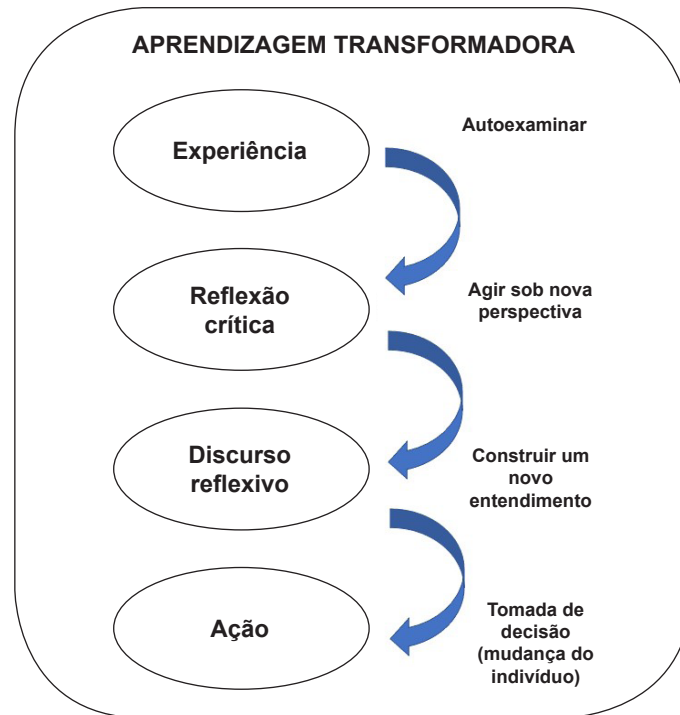 APRENDIZAGEM TRANSFORMADORA
Experiência
Autoexaminar
Reflexão
crítica
Agir sob nova
perspectiva
Discurso
reflexivo
Construir um
novo
entendimento
Ação
Tomada de
decisão
(mudança do
indivíduo)